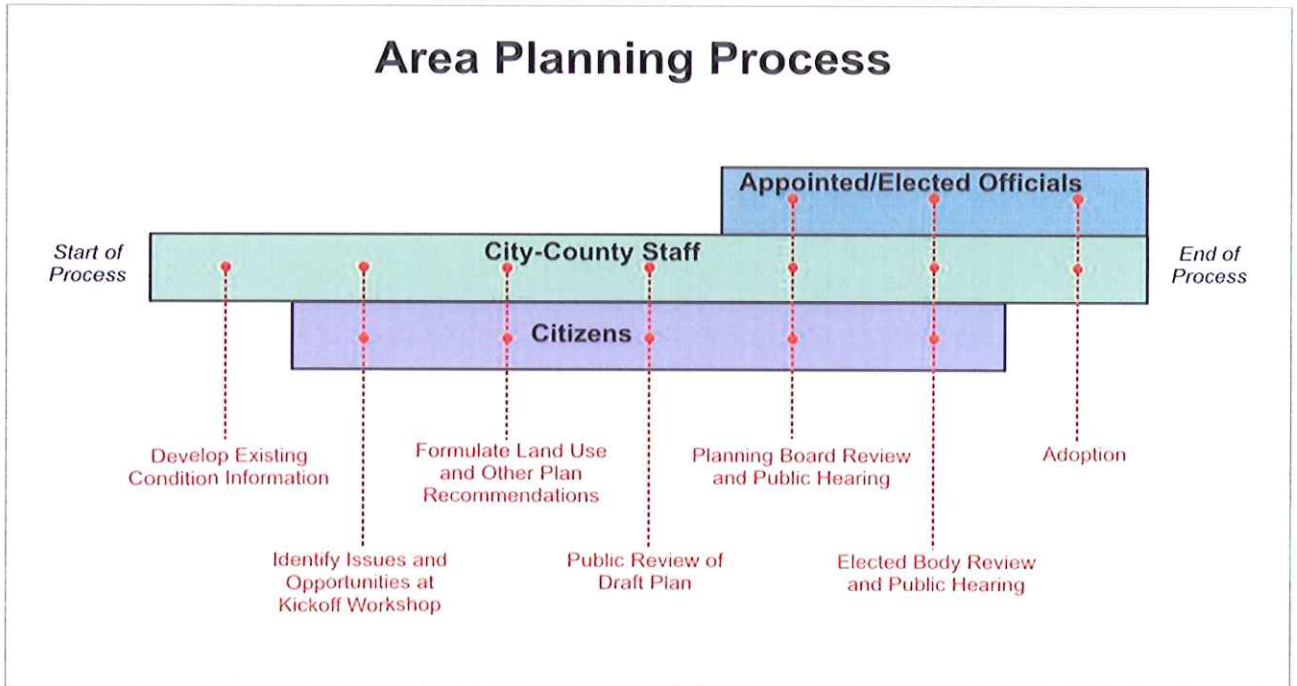 Area Planning Process
Appointed/Elected Officials
Start of
Process
City-County Staff
End of
Process
Citizens
Develop Existing
Condition Information
Formulate Land Use
and Other Plan
Recommendations
Planning Board Review
and Public Hearing
Adoption
Identify Issues and
Opportunities at
Kickoff Workshop
Public Review of
Draft Plan
Elected Body Review
and Public Hearing